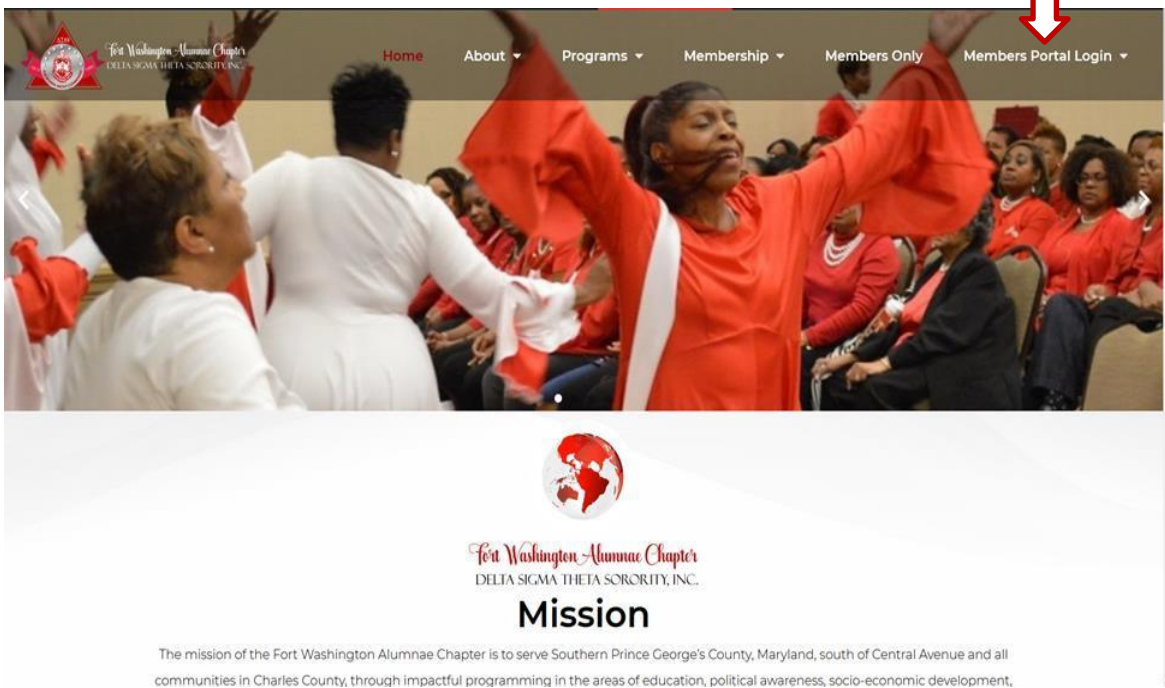 Fort Washington Alumnae Chapter
DELTA SIGMA THETA SORORITY, INC.
Home
About
Programs
Membership
Members Only
Members Portal Login
Fort Washington Alumnae Chapter
DELTA SIGMA THETA SORORITY, INC.
Mission
The mission of the Fort Washington Alumnae Chapter is to serve Southern Prince George's County, Maryland, south of Central Avenue and all
communities in Charles County, through impactful programming in the areas of education, political awareness, socio-economic development,